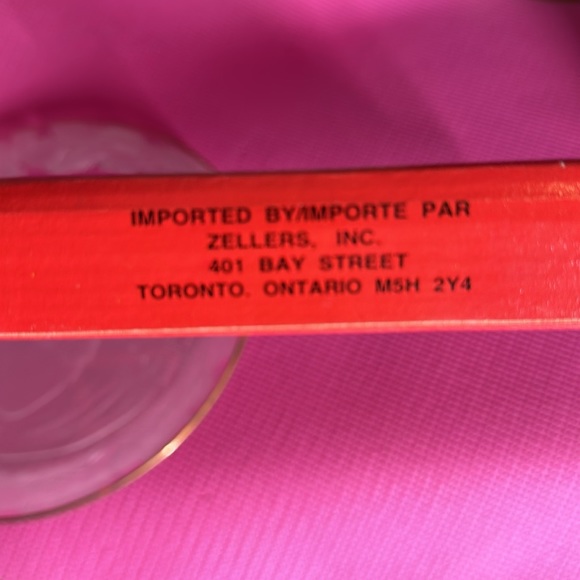 IMPORTED BY/IMPORTE PAR
ZELLERS, INC.
401 BAY STREET
TORONTO, ONTARIO M5H 2Y4